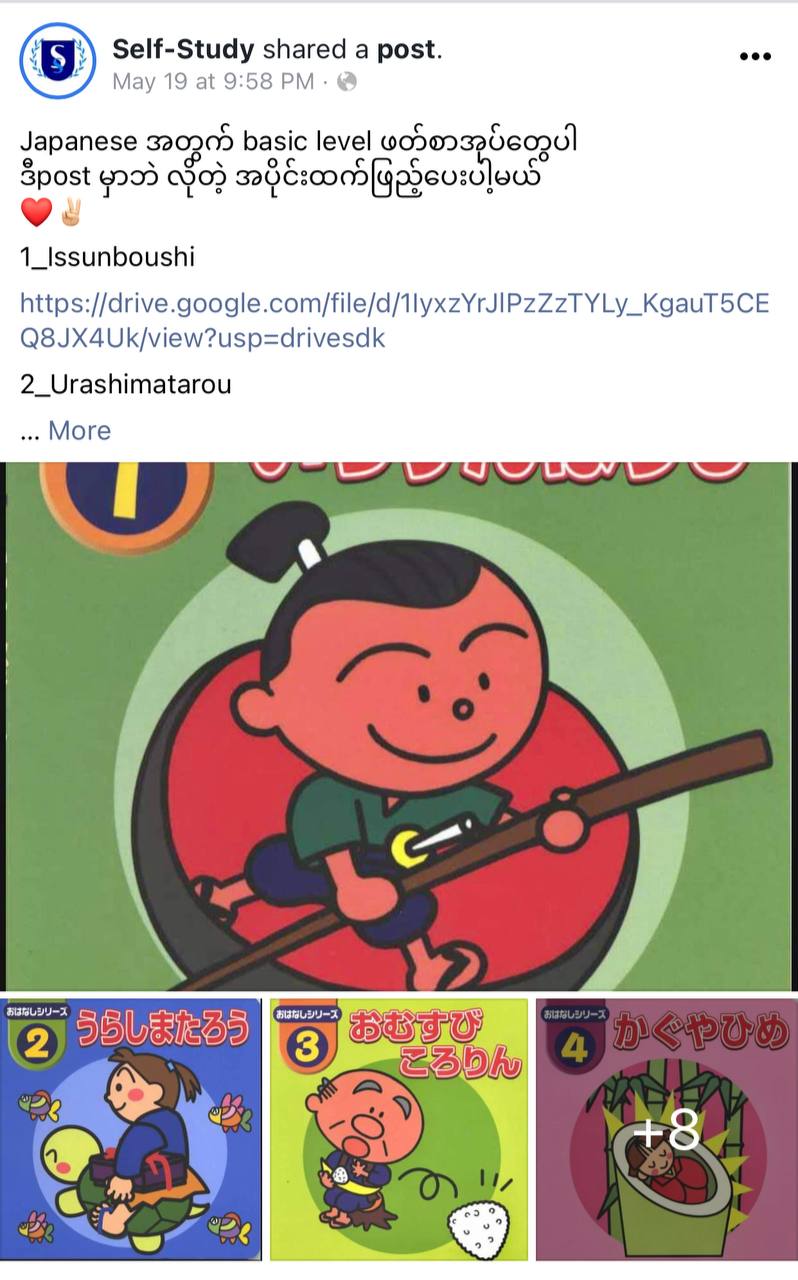 Self-Study shared a post.
May 19 at 9:58 PM ·
Japanese အတွက် basic level ဖတ်စာအုပ်တွေပါ
ဒီpost မှာဘဲ လိုတဲ့ အပိုင်းထက်ဖြည့်ပေးပါ့မယ်
❤️✌🏼
1_Issunboushi
https://drive.google.com/file/d/1IyxzYrJlPzZzTYLy_KgauT5CE
Q8JX4Uk/view?usp=drivesdk
2_Urashimatarou
... More
1
おはなしシリーズ
2
うらしまたろう
おはなしシリーズ
3
おむすび
ころりん
おはなしシリーズ
4
かぐやひめ
+8